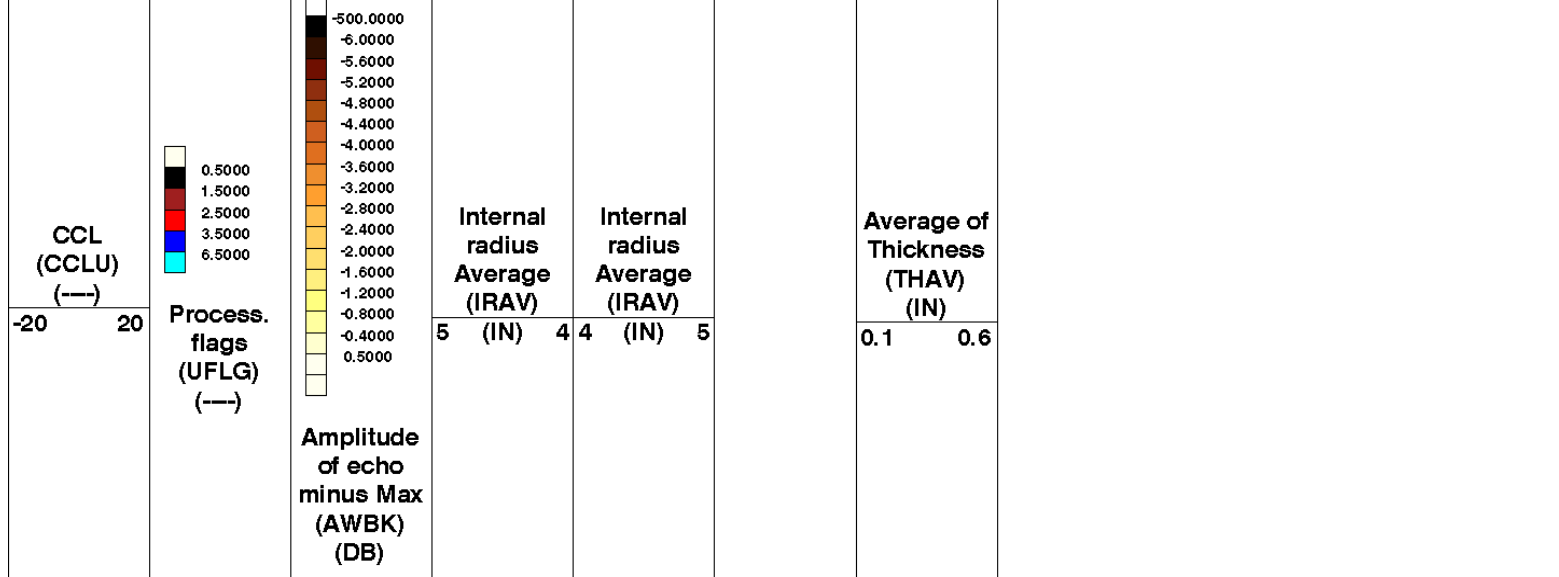 CCL
(CCLU)
(----)
-20 20
0.5000
1.5000
2.5000
3.5000
6.5000
Process.
flags
(UFLG)
(----)
-500.0000
-6.0000
-5.6000
-5.2000
-4.8000
-4.4000
-4.0000
-3.6000
-3.2000
-2.8000
-2.4000
-2.0000
-1.6000
-1.2000
-0.8000
-0.4000
0.5000
Amplitude
of echo
minus Max
(AWBK)
(DB)
Internal
radius
Average
(IRAV)
5 (IN) 4
Internal
radius
Average
(IRAV)
4 (IN) 5
Average of
Thickness
(THAV)
(IN)
0.1 0.6